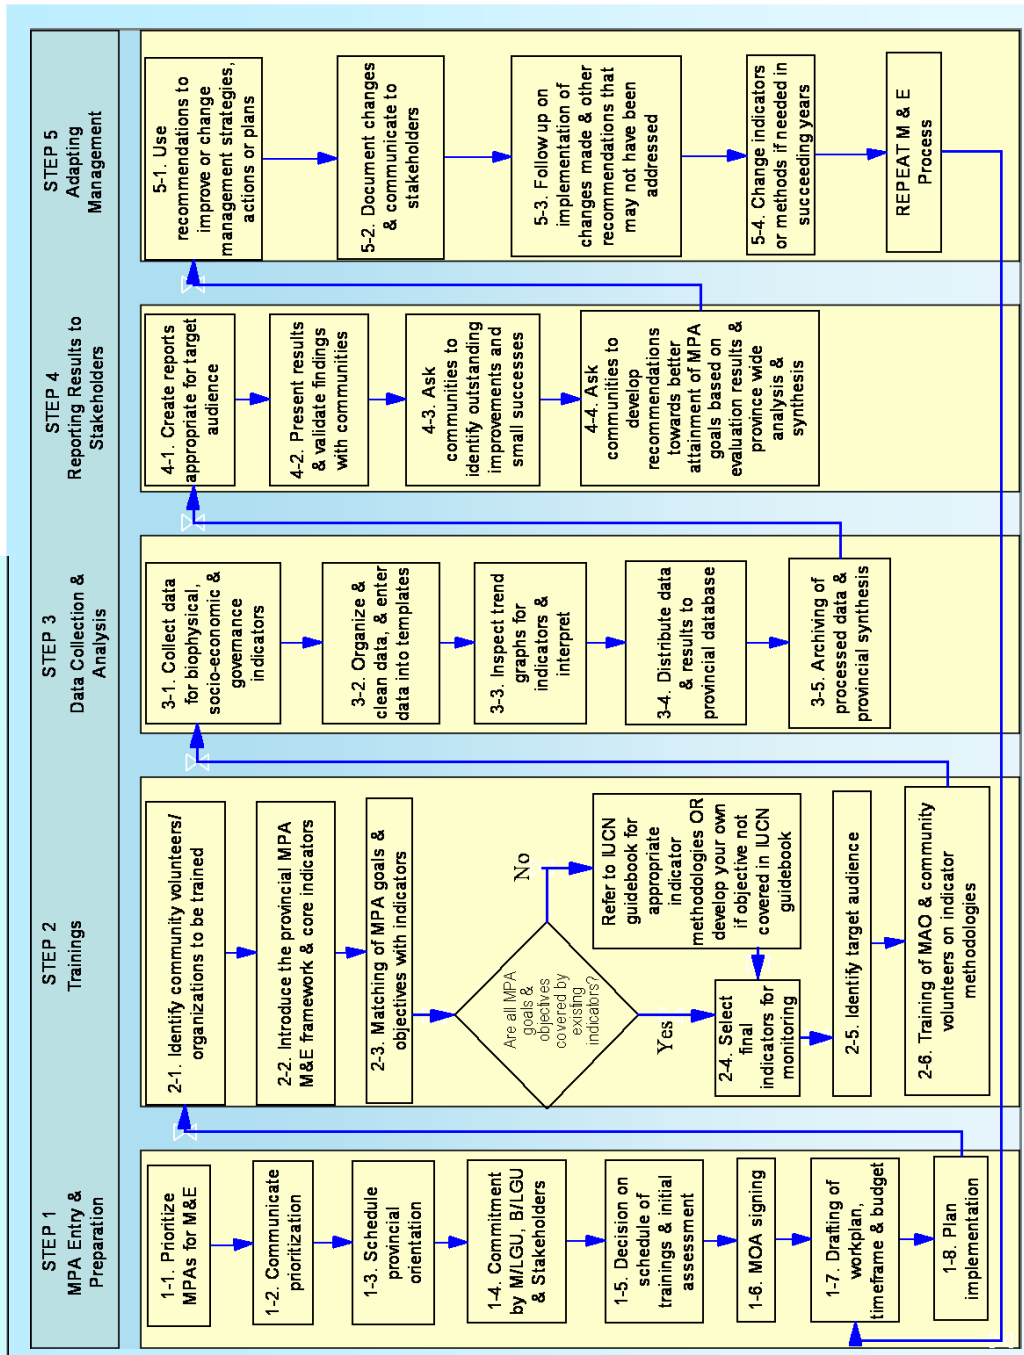 STEP 1
MPA Entry &
Preparation
1-1. Prioritize
MPAs for M&E
1-2. Communicate
prioritization
1-3. Schedule
provincial
orientation
1-4. Commitment
by M/LGU, B/LGU
& Stakeholders
1-5. Decision on
schedule of
trainings & initial
assessment
1-6. MOA signing
1-7. Drafting of
workplan,
timeframe & budget
1-8. Plan
implementation
STEP 2
Trainings
2-1. Identify community volunteers/
organizations to be trained
2-2. Introduce the provincial MPA
M&E framework & core indicators
2-3. Matching of MPA goals &
objectives with indicators
Are all MPA
goals &
objectives
covered by
existing
indicators?
No
Yes
Refer to IUCN
guidebook for
appropriate
indicator
methodologies OR
develop your own
if objective not
covered in IUCN
guidebook
2-4. Select
final
indicators for
monitoring
2-5. Identify target audience
2-6. Training of MAO & community
volunteers on indicator
methodologies
STEP 3
Data Collection &
Analysis
3-1. Collect data
for biophysical,
socio-economic &
governance
indicators
3-2. Organize &
clean data, & enter
data into templates
3-3. Inspect trend
graphs for
indicators &
interpret
3-4. Distribute data
& results to
provincial database
3-5. Archiving of
processed data &
provincial synthesis
STEP 4
Reporting Results to
Stakeholders
4-1. Create reports
appropriate for target
audience
4-2. Present results
& validate findings
with communities
4-3. Ask
communities to
identify outstanding
improvements and
small successes
4-4. Ask
communities to
develop
recommendations
towards better
attainment of MPA
goals based on
evaluation results &
province wide
analysis &
synthesis
STEP 5
Adapting
Management
5-1. Use
recommendations to
improve or change
management strategies,
actions or plans
5-2. Document changes
& communicate to
stakeholders
5-3. Follow up on
implementation of
changes made & other
recommendations that
may not have been
addressed
5-4. Change indicators
or methods if needed in
succeeding years
REPEAT M & E
Process